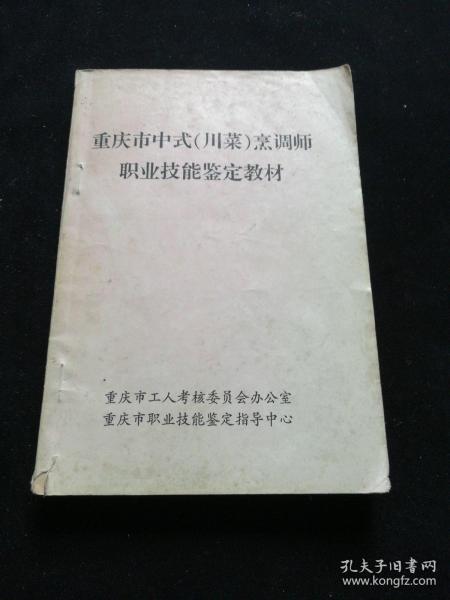 重庆市中式(川菜)烹调师
职业技能鉴定教材
重庆市工人考核委员会办公室
重庆市职业技能鉴定指导中心
孔夫子旧书网
www.kongfz.com